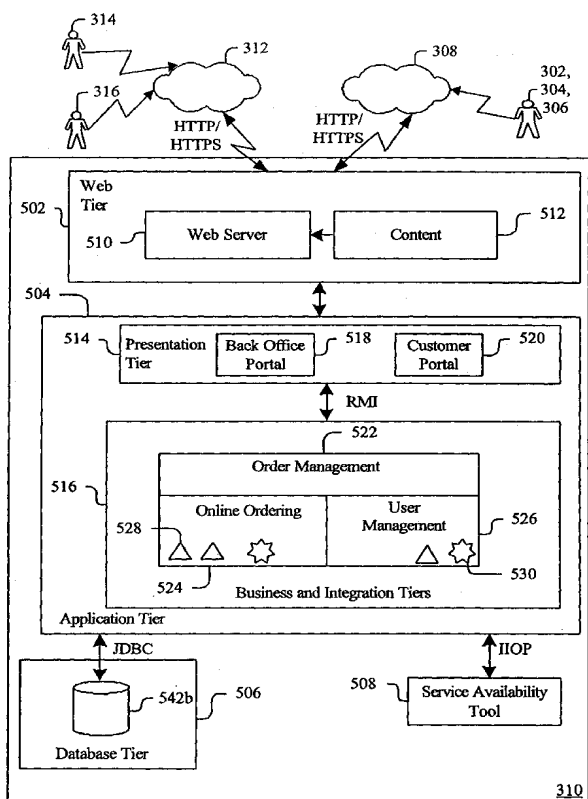 314
312
308
302,
304,
306
316
HTTP/
HTTPS
HTTP/
HTTPS
Web
Tier
502
510
Web Server
Content
512
504
514
Presentation
Tier
Back Office
Portal
518
Customer
Portal
520
RMI
522
Order Management
516
Online Ordering
User
Management
526
528
524
530
Business and Integration Tiers
Application Tier
JDBC
IIOP
542b
506
508
Service Availability
Tool
Database Tier
310